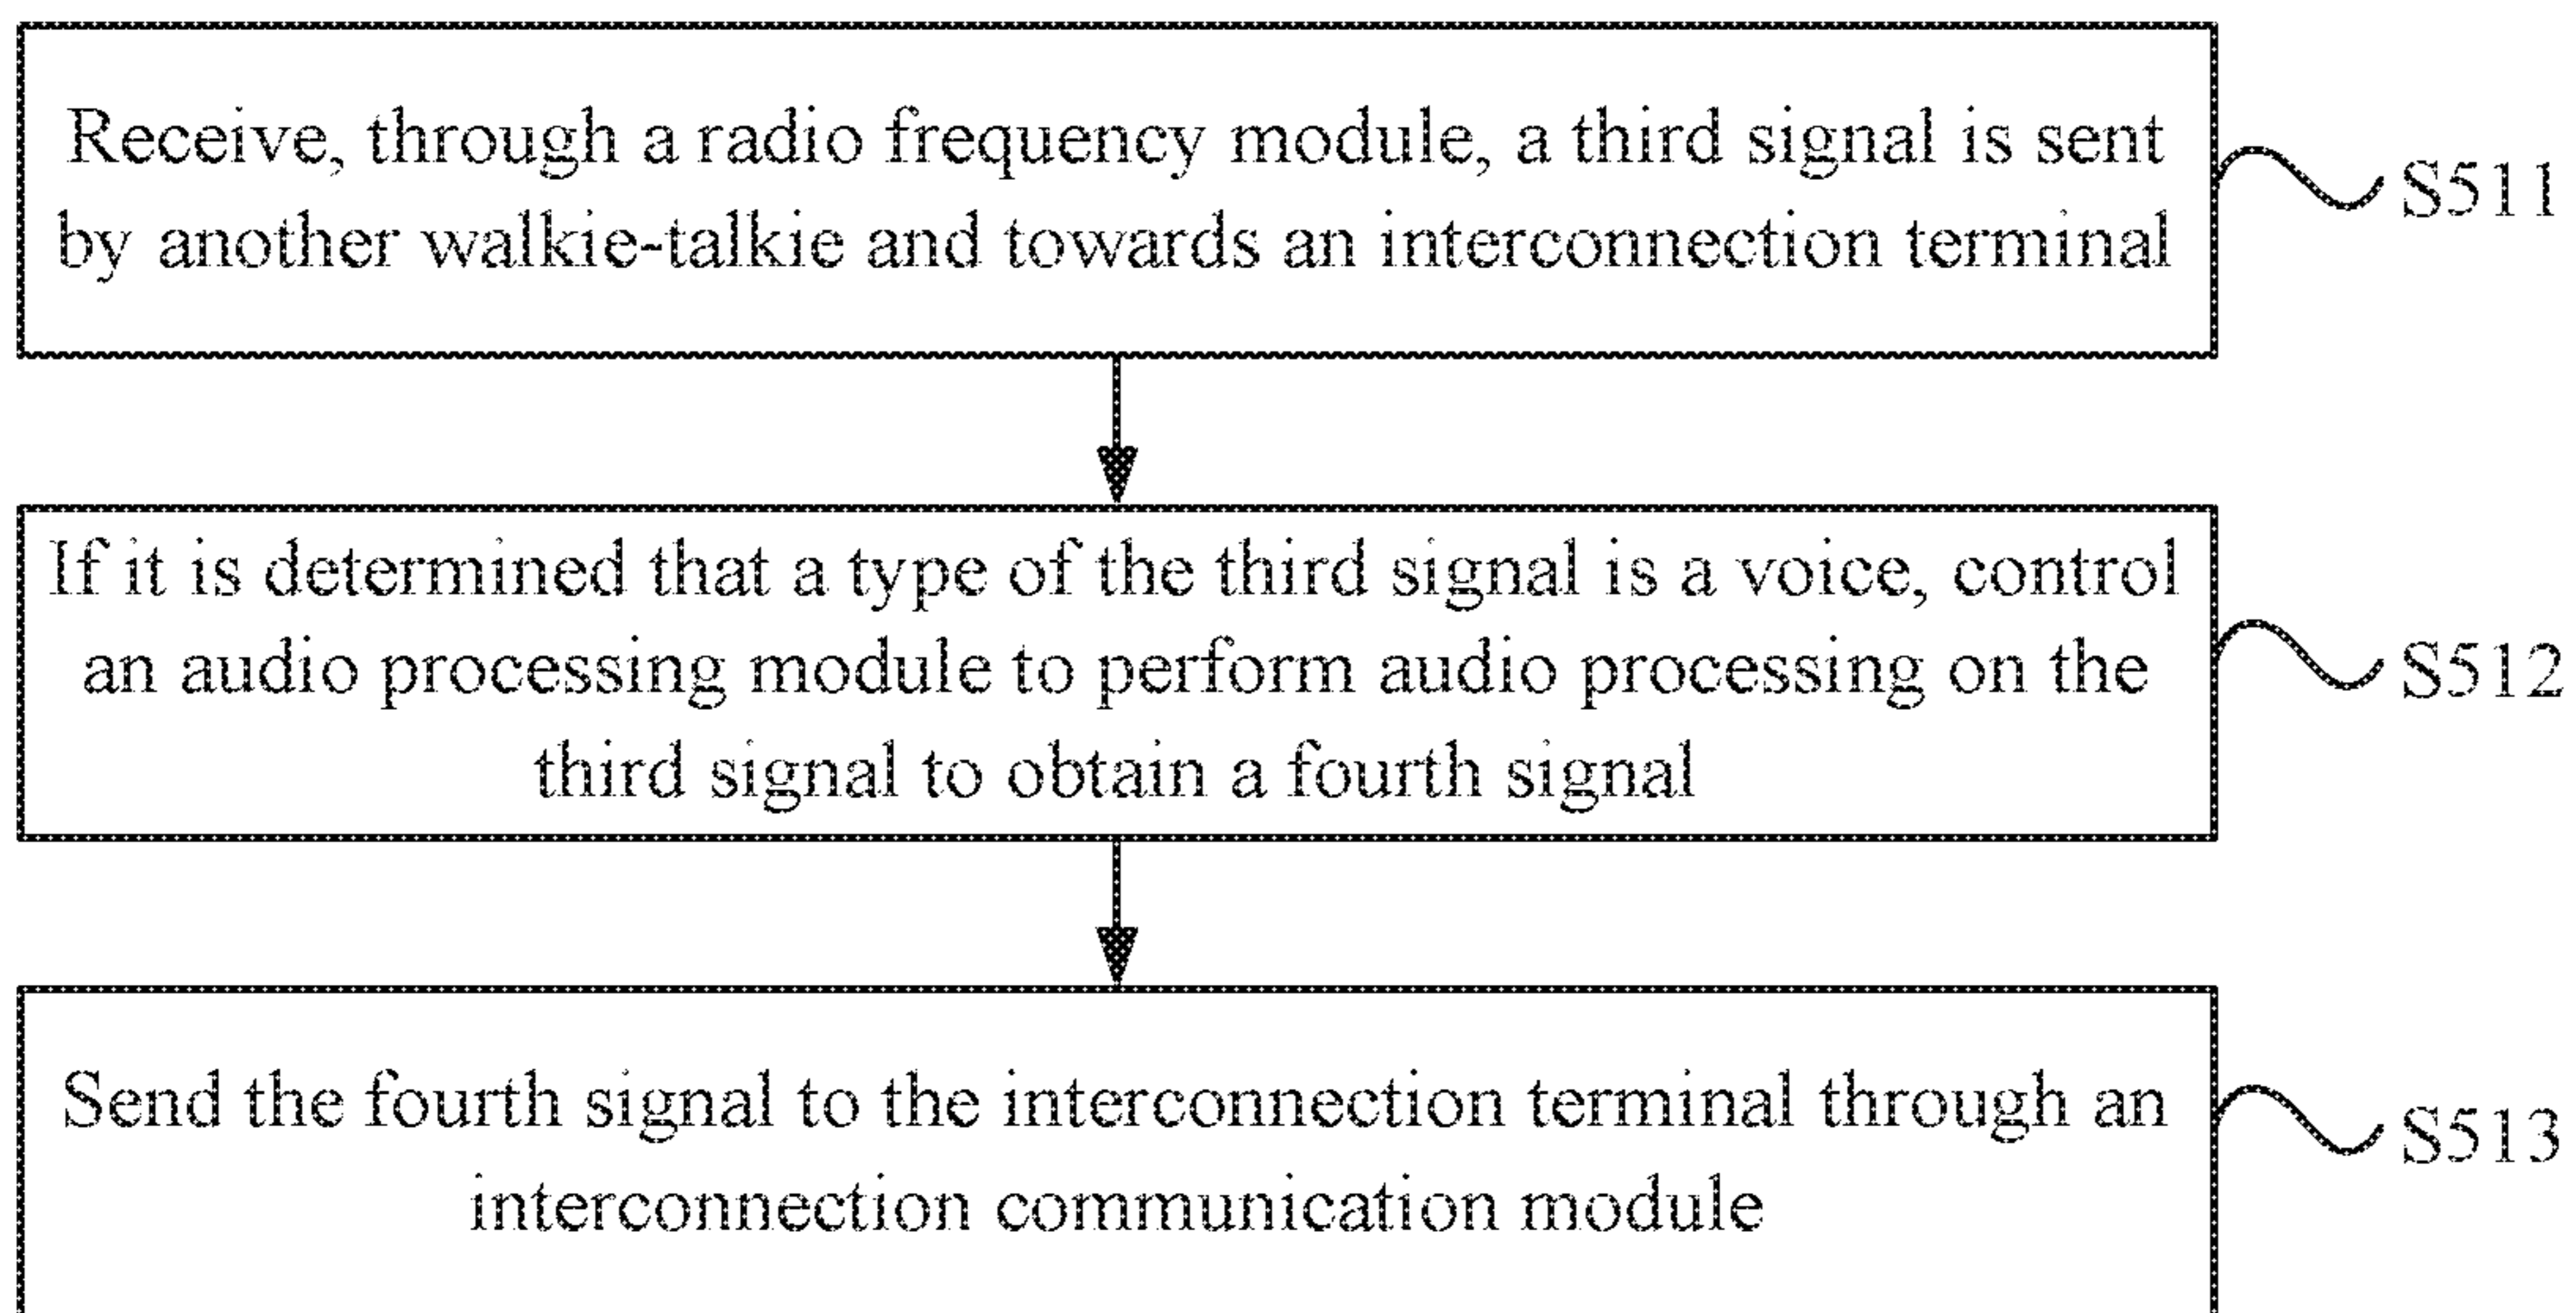 Receive, through a radio frequency module, a third signal is sent
by another walkie-talkie and towards an interconnection terminal
S511
If it is determined that a type of the third signal is a voice, control
an audio processing module to perform audio processing on the
third signal to obtain a fourth signal
S512
Send the fourth signal to the interconnection terminal through an
interconnection communication module
S513